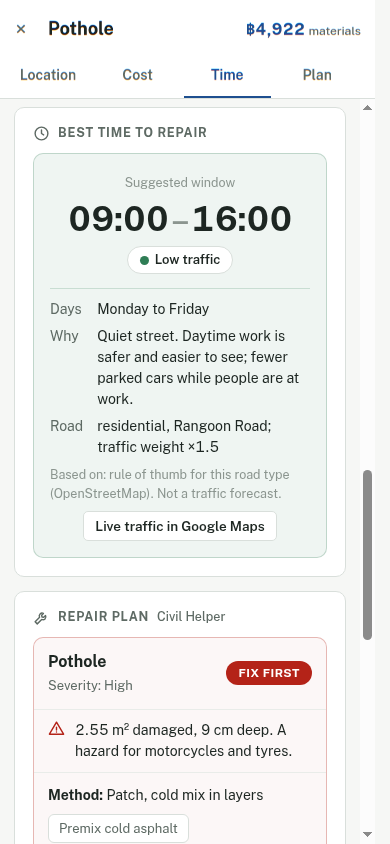 × Pothole ฿4,922 materials
Location Cost Time Plan
BEST TIME TO REPAIR
Suggested window
09:00–16:00
Low traffic
Days Monday to Friday
Why Quiet street. Daytime work is
safer and easier to see; fewer
parked cars while people are at
work.
Road residential, Rangoon Road;
traffic weight ×1.5
Based on: rule of thumb for this road type
(OpenStreetMap). Not a traffic forecast.
Live traffic in Google Maps
REPAIR PLAN Civil Helper
Pothole
Severity: High
FIX FIRST
2.55 m² damaged, 9 cm deep. A
hazard for motorcycles and tyres.
Method: Patch, cold mix in layers
Premix cold asphalt